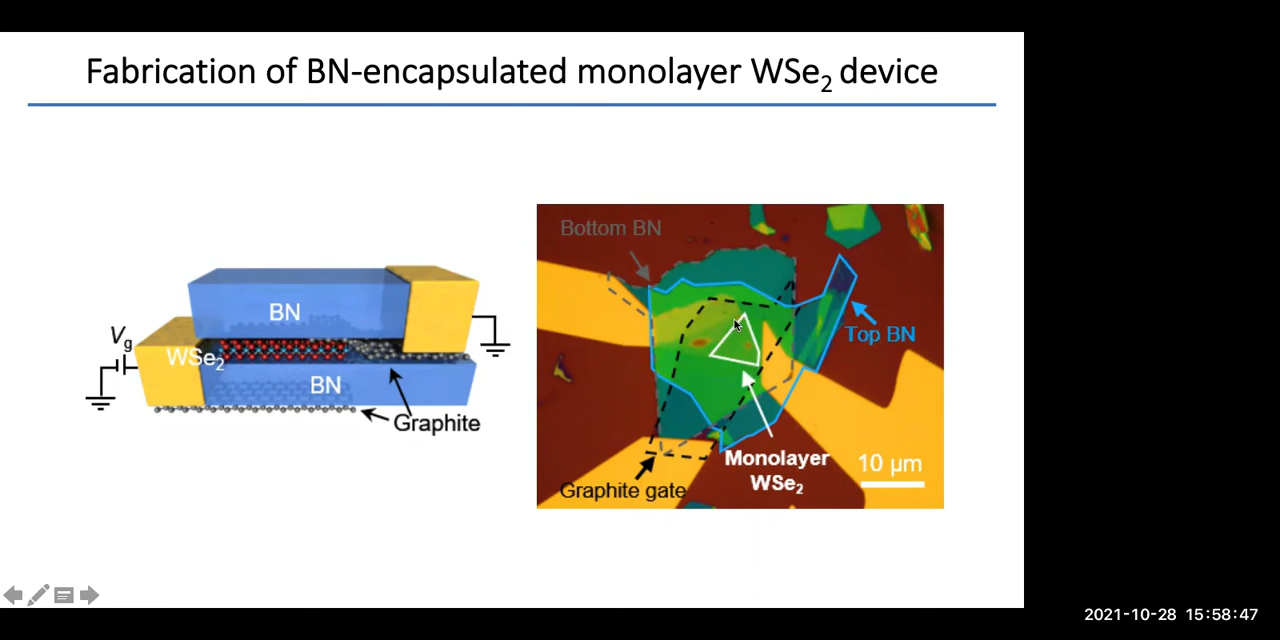 Fabrication of BN-encapsulated monolayer WSe₂ device
BN
Vg
WSe₂
BN
Graphite
Bottom BN
Top BN
Monolayer
WSe₂
10 μm
Graphite gate
2021-10-28 15:58:47